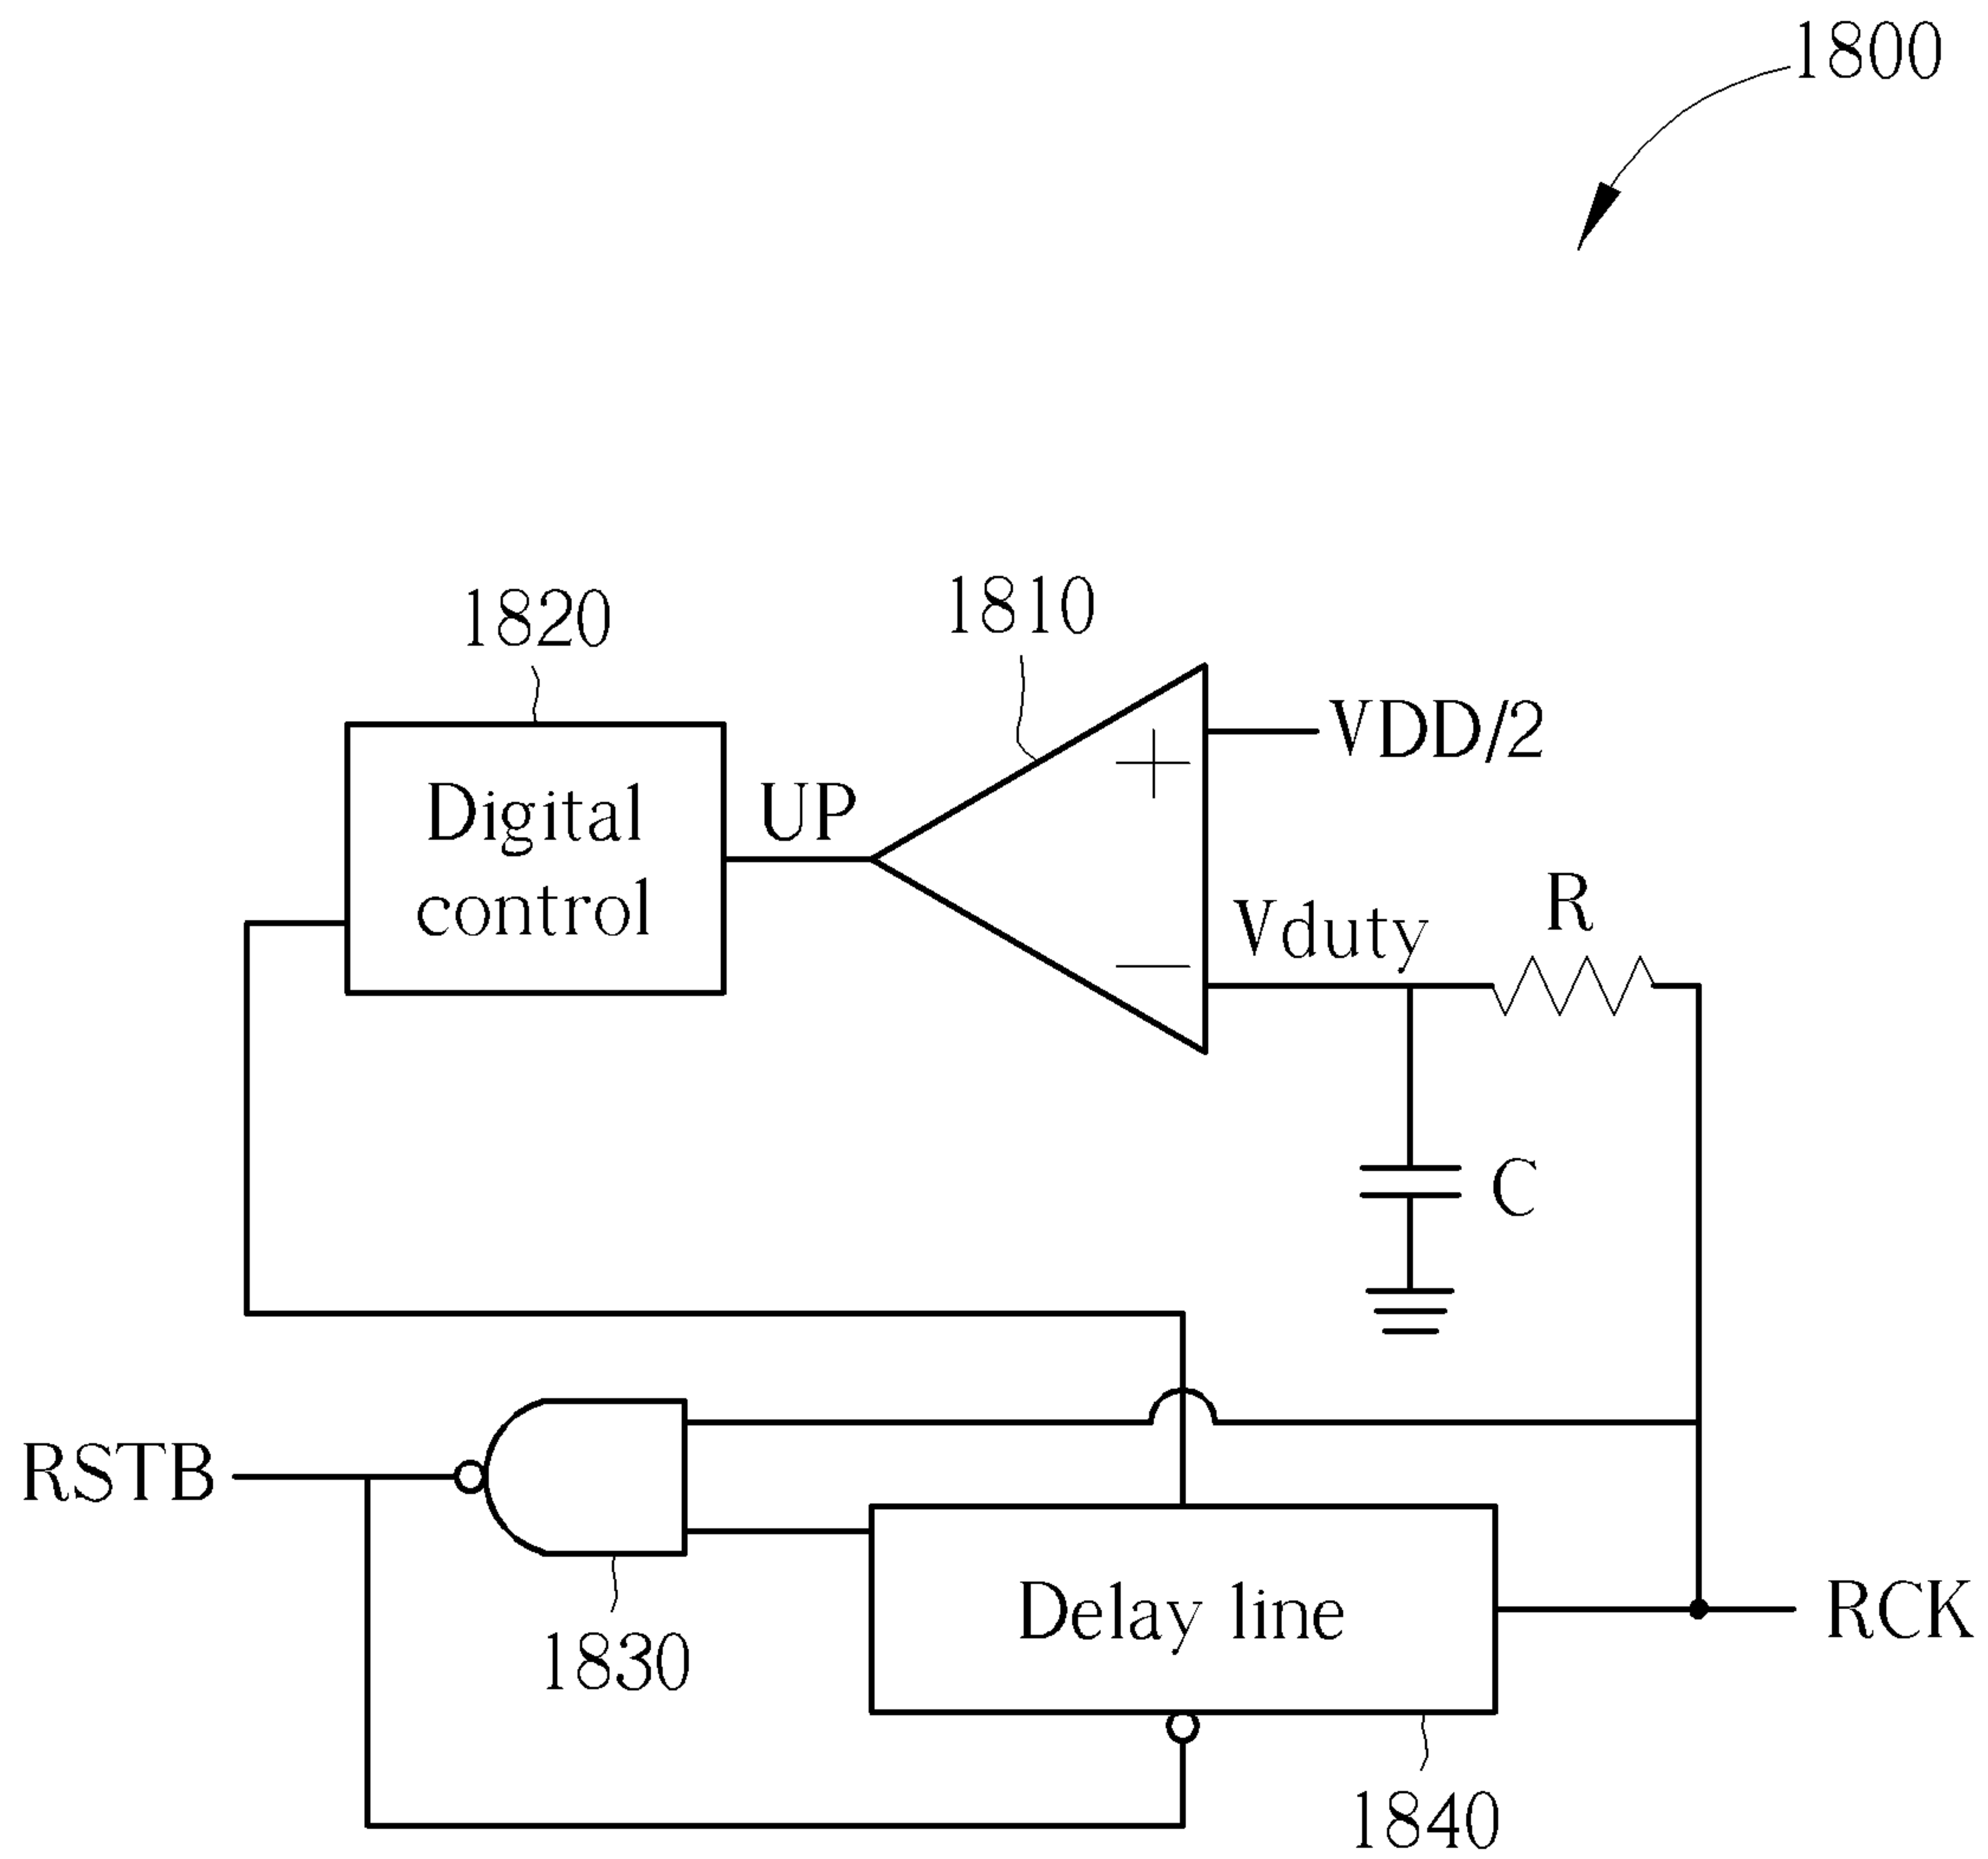 1800
1820
1810
VDD/2
Digital
control
UP
+
Vduty
R
−
C
RSTB
1830
Delay line
RCK
1840